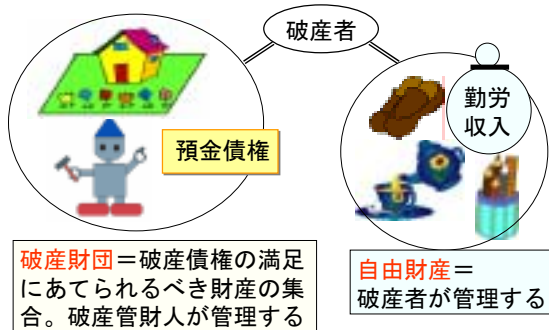 破産者
勤労
収入
預金債権
破産財団＝破産債権の満足
にあてられるべき財産の集
合。破産管財人が管理する
自由財産＝
破産者が管理する